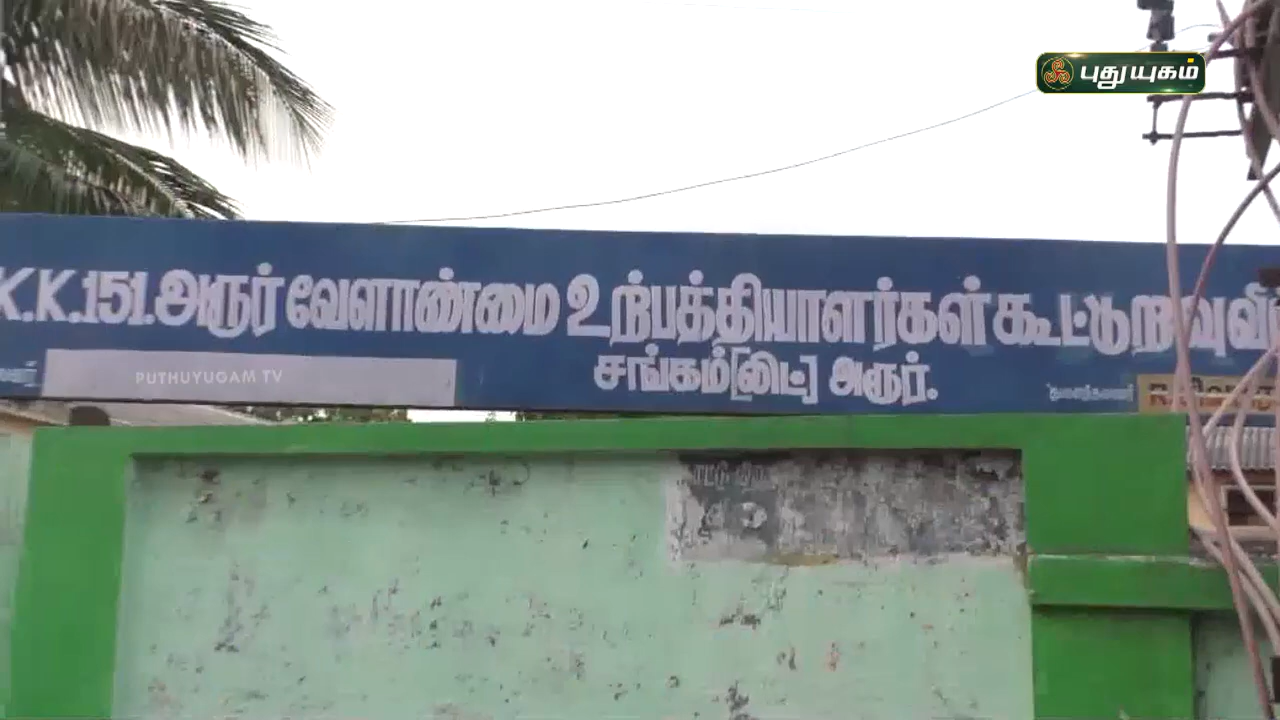 புதுயுகம்
K.K.151.அரூர் வேளாண்மை உற்பத்தியாளர்கள் கூட்டுறவு வி
சங்கம்[லிட்] அரூர்.
PUTHUYUGAM TV